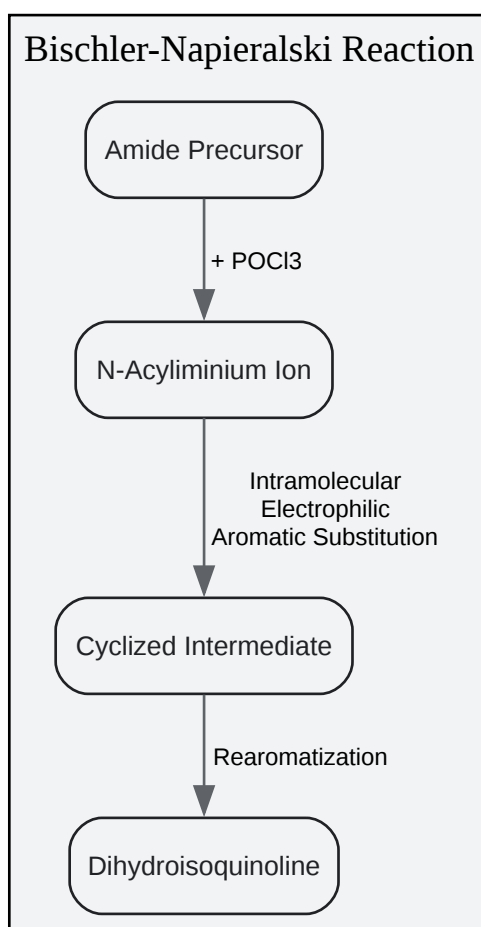 Bischler-Napieralski Reaction
Amide Precursor
+ POCl3
N-Acyliminium Ion
Intramolecular
Electrophilic
Aromatic Substitution
Cyclized Intermediate
Rearomatization
Dihydroisoquinoline